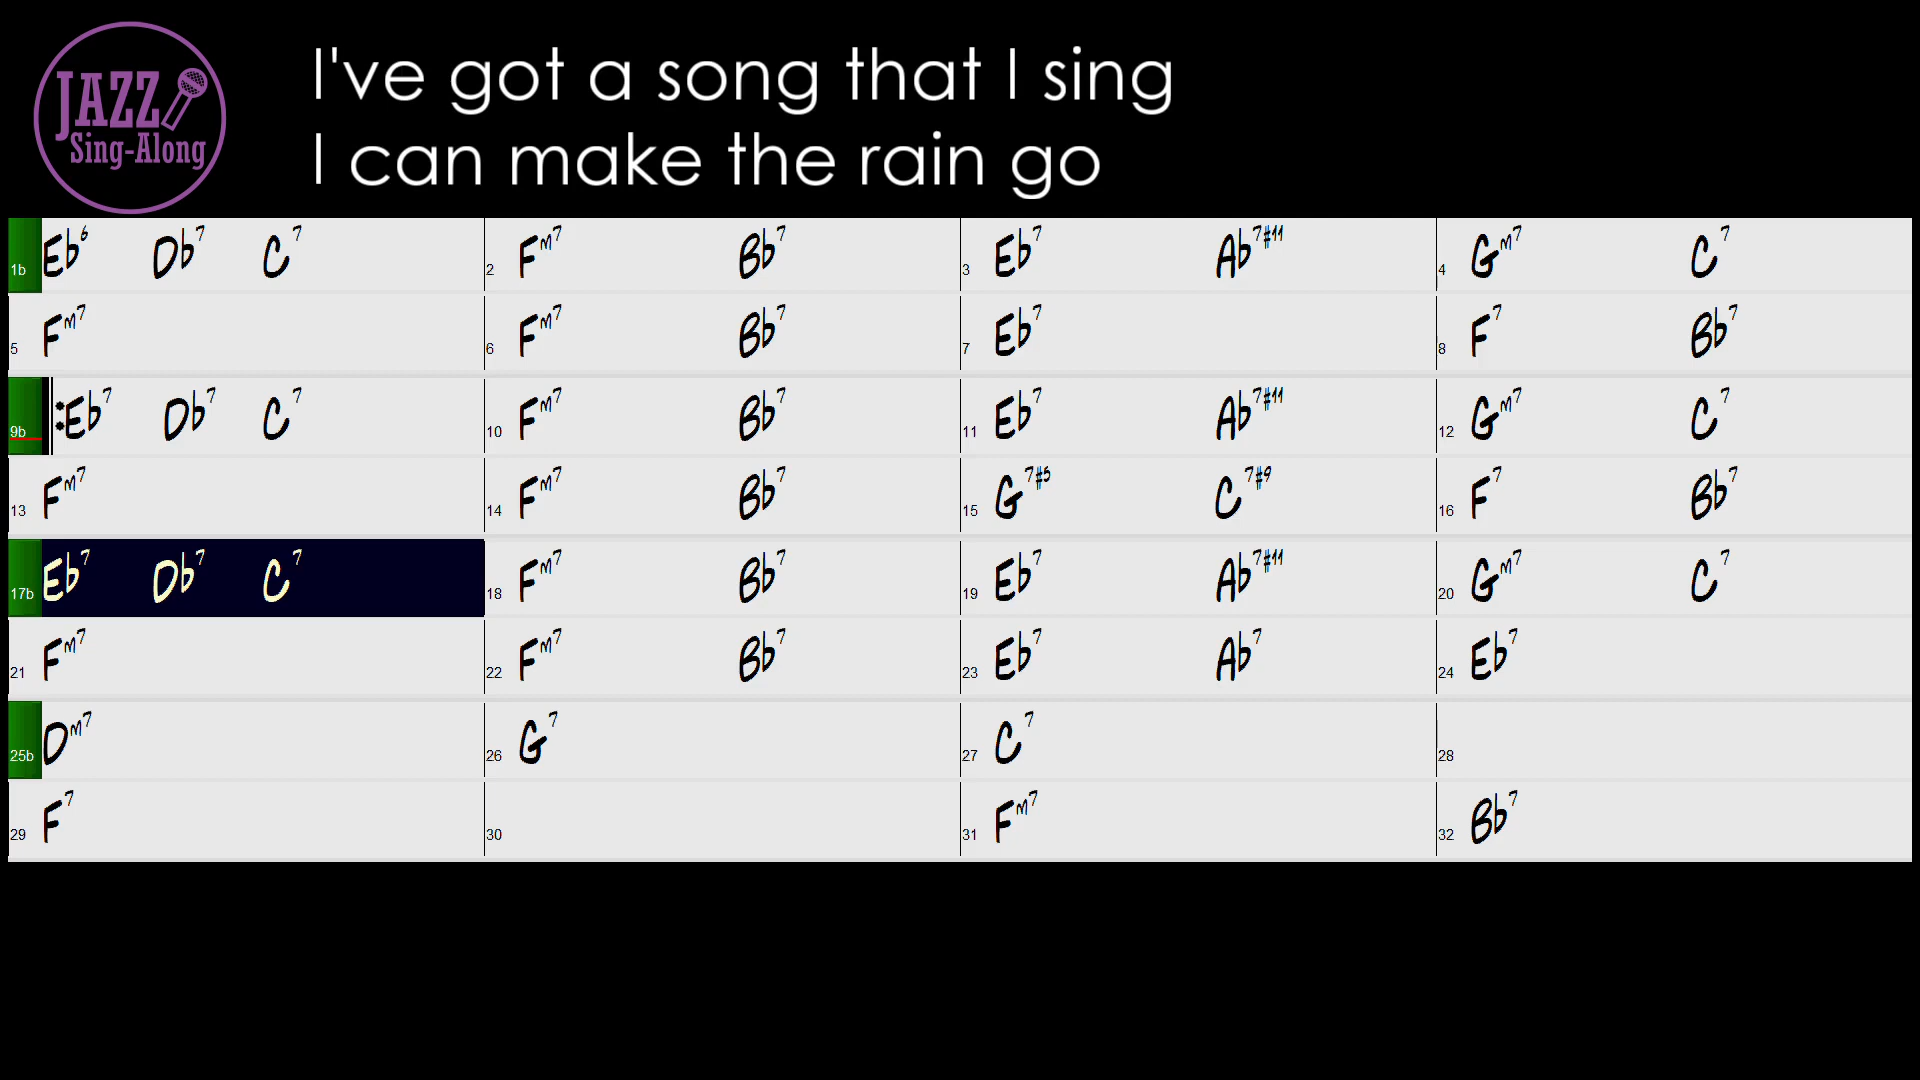 JAZZ
Sing-Along
I've got a song that I sing
I can make the rain go
1b Eb6 Db7 C7 2 Fm7 Bb7 3 Eb7 Ab7#11 4 Gm7 C7
5 Fm7 6 Fm7 Bb7 7 Eb7 8 F7 Bb7
9b Eb7 Db7 C7 10 Fm7 Bb7 11 Eb7 Ab7#11 12 Gm7 C7
13 Fm7 14 Fm7 Bb7 15 G7#5 C7#9 16 F7 Bb7
17b Eb7 Db7 C7 18 Fm7 Bb7 19 Eb7 Ab7#11 20 Gm7 C7
21 Fm7 22 Fm7 Bb7 23 Eb7 Ab7 24 Eb7
25b Dm7 26 G7 27 C7 28
29 F7 30 31 Fm7 32 Bb7